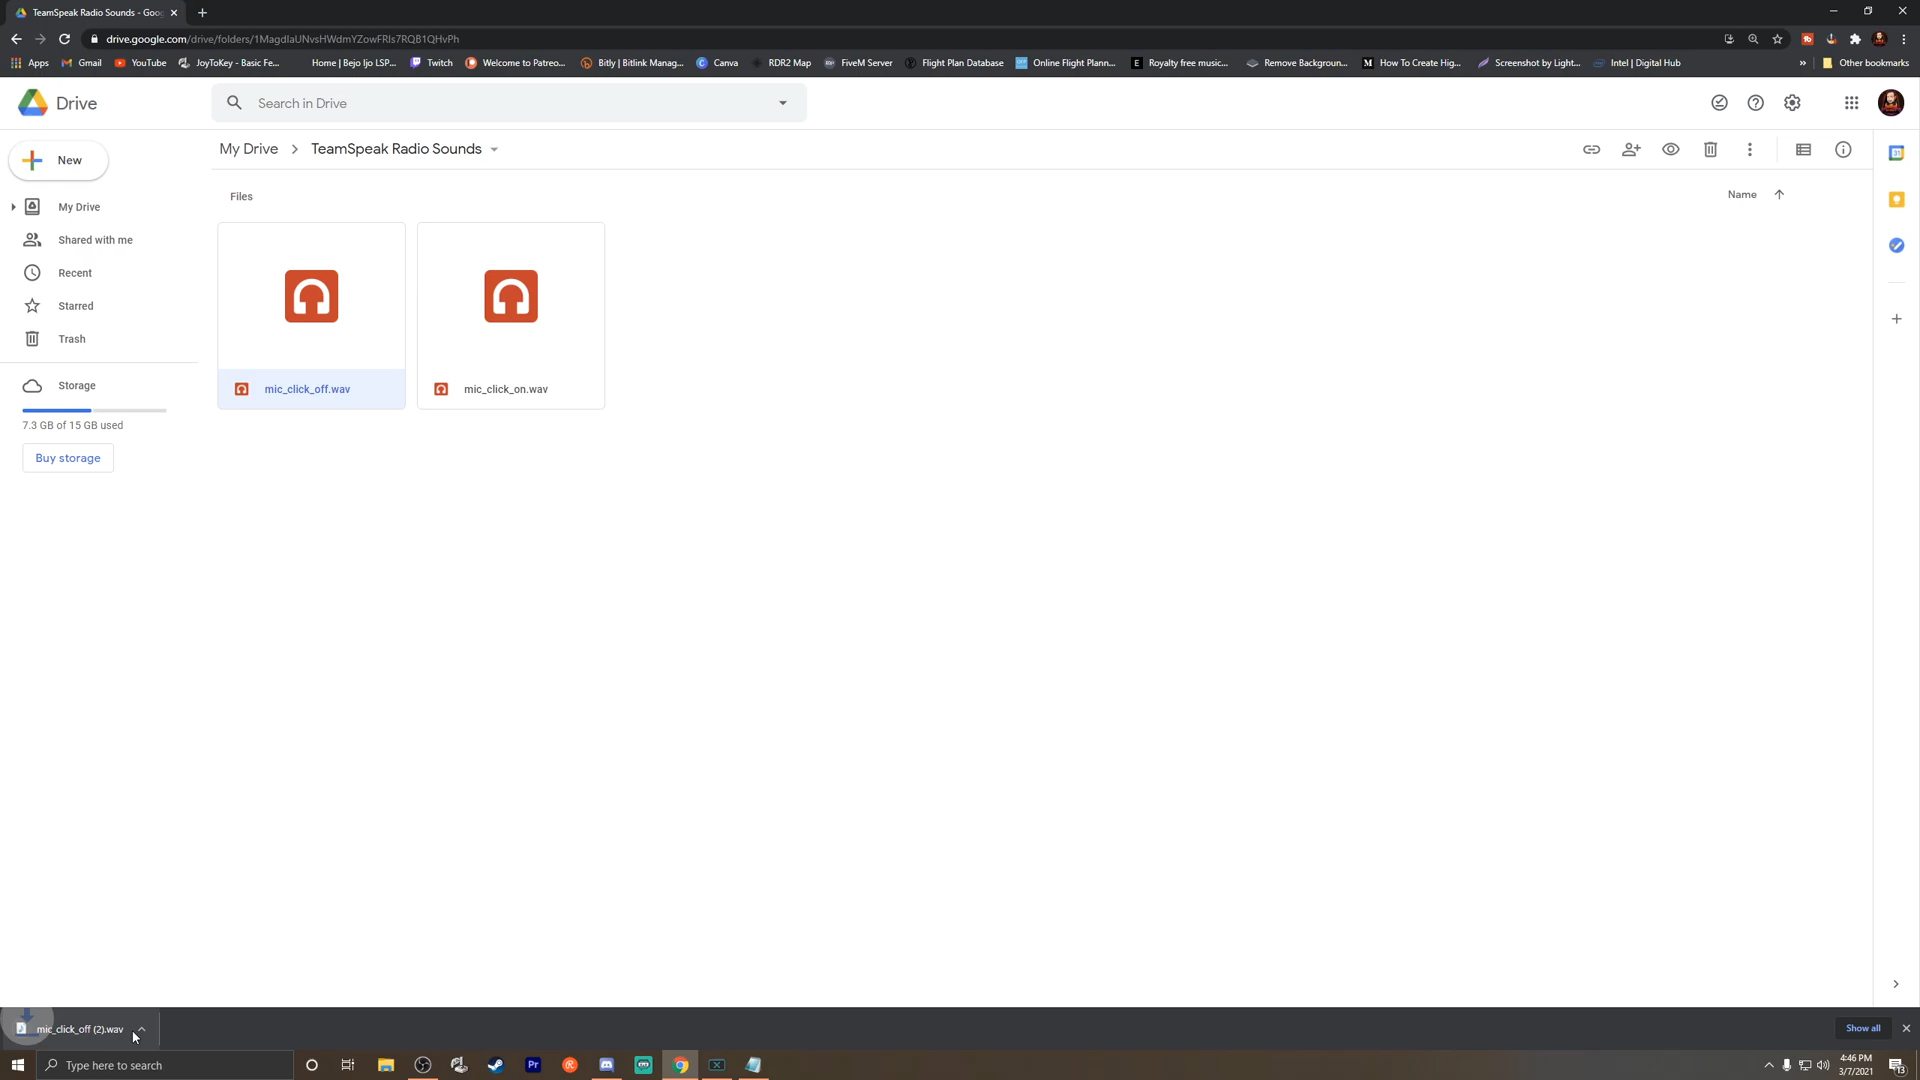 TeamSpeak Radio Sounds - Goo
drive.google.com/drive/folders/1MagdlaUNvsHWdmYZowFRls7RQB1QHvPh
Apps
Gmail
YouTube
JoyToKey - Basic Fe...
Home | Bejo Ijo LSP...
Twitch
Welcome to Patreo...
Bitly | Bitlink Manag...
Canva
RDR2 Map
FiveM Server
Flight Plan Database
Online Flight Plann...
Royalty free music...
Remove Backgroun...
How To Create Hig...
Screenshot by Light...
Intel | Digital Hub
»
Other bookmarks
Drive
Search in Drive
New
My Drive > TeamSpeak Radio Sounds
My Drive
Shared with me
Recent
Starred
Trash
Storage
7.3 GB of 15 GB used
Buy storage
Files
Name
mic_click_off.wav
mic_click_on.wav
31
mic_click_off (2).wav
Show all
Type here to search
Pr
4:46 PM
3/7/2021
13